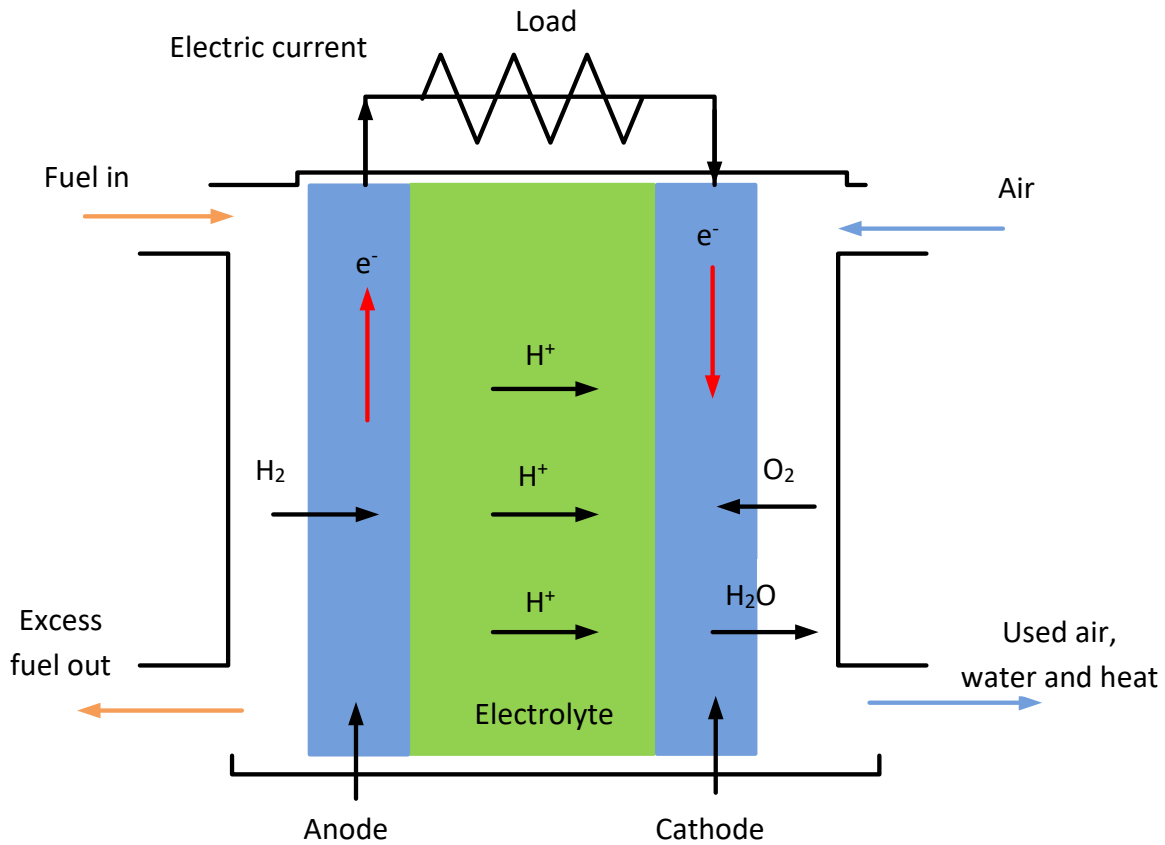 Load
Electric current
Fuel in
Air
e⁻
e⁻
H⁺
H₂
H⁺
O₂
H⁺
H₂O
Excess
fuel out
Used air,
water and heat
Electrolyte
Anode
Cathode